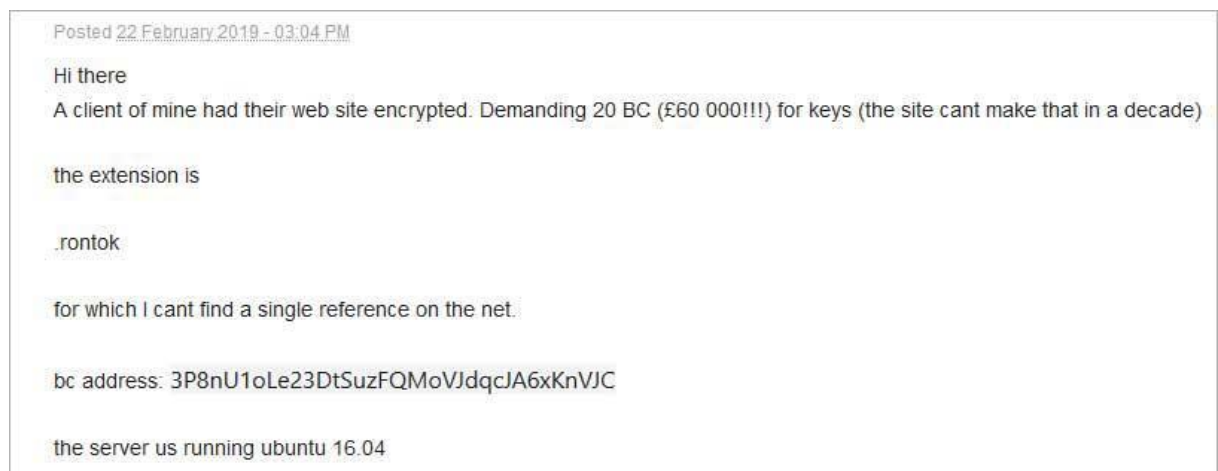 Posted 22 February 2019 - 03:04 PM
Hi there
A client of mine had their web site encrypted. Demanding 20 BC (£60 000!!!) for keys (the site cant make that in a decade)
the extension is
.rontok
for which I cant find a single reference on the net.
bc address: 3P8nU1oLe23DtSuzFQMoVJdqcJA6xKnVJC
the server us running ubuntu 16.04